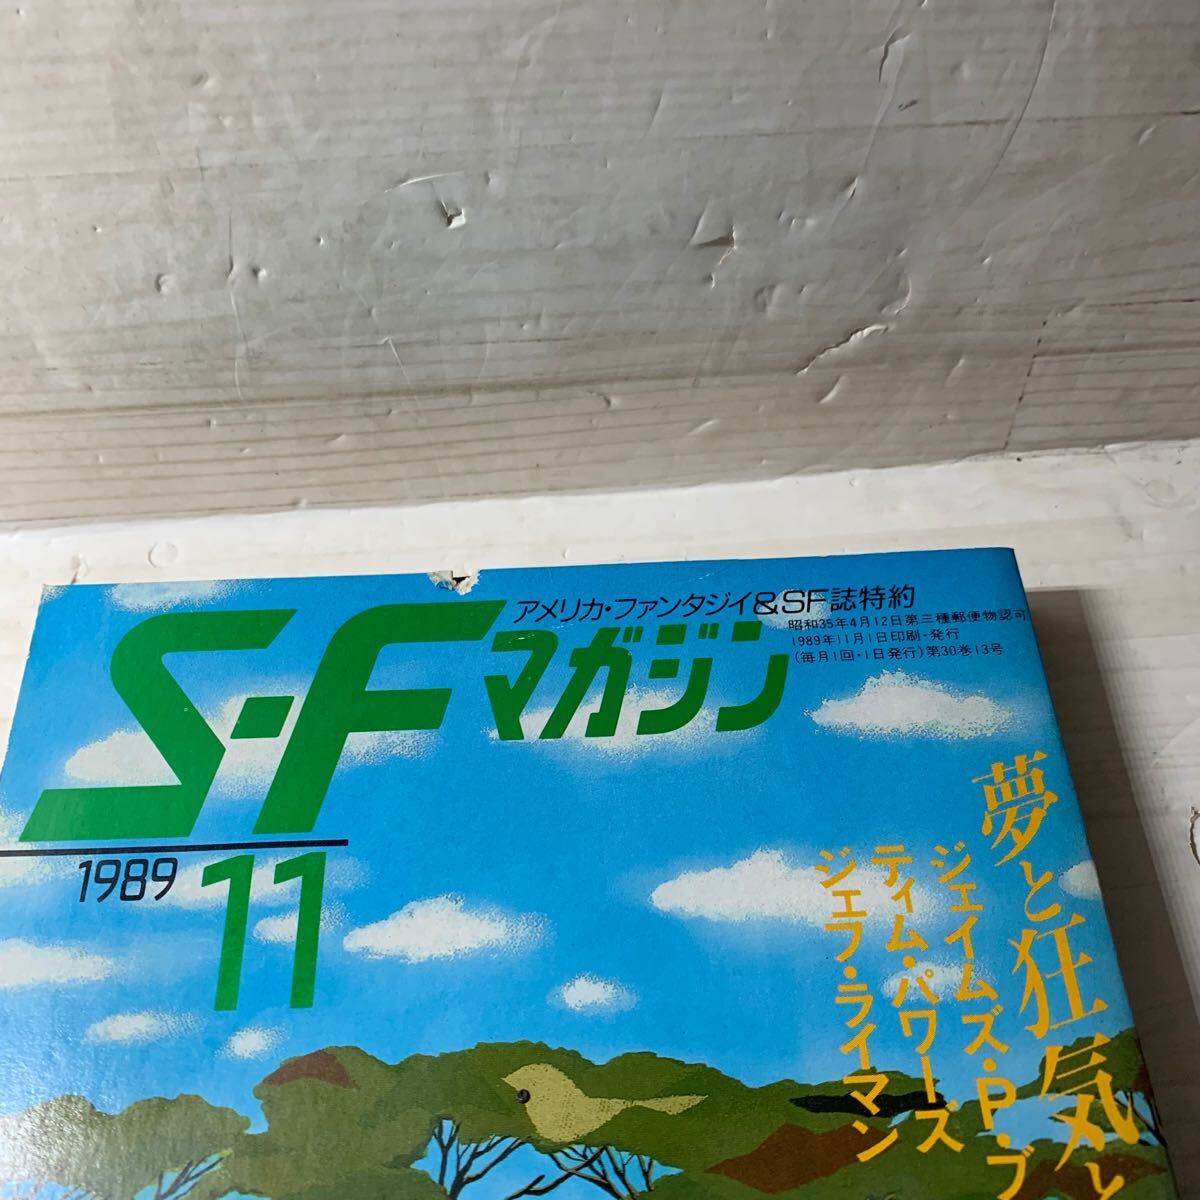 アメリカ・ファンタジイ&SF誌特約
昭和35年4月12日第三種郵便物認可
1989年11月1日印刷・発行
(毎月1回・1日発行)第30巻13号
S-Fマガジン
1989
11
夢と狂気と
ジェイムズ・P・ブ
ティム・パワーズ
ジェフ・ライマン